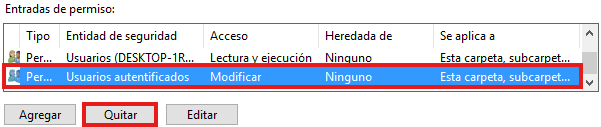 Entradas de permiso:
Tipo Entidad de seguridad Acceso Heredada de Se aplica a
Per... Usuarios (DESKTOP-1R... Lectura y ejecución Ninguno Esta carpeta, subcarpet...
Per... Usuarios autentificados Modificar Ninguno Esta carpeta, subcarpet...
Agregar Quitar Editar